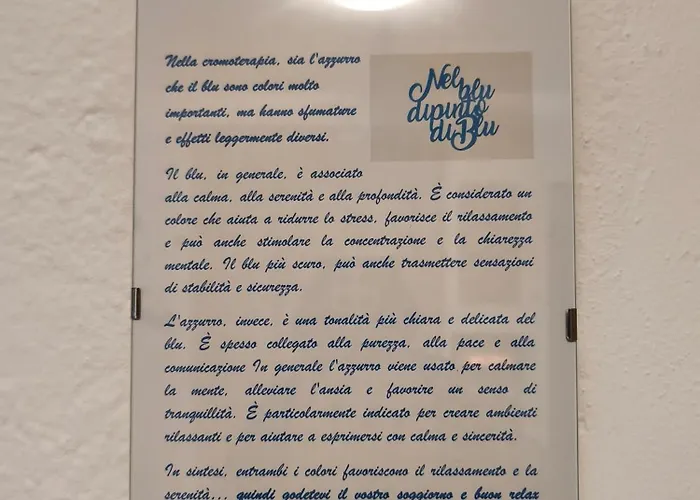 Nella cromoterapia, sia l'azzurro
che il blu sono colori molto
importanti, ma hanno sfumature
e effetti leggermente diversi.
Nel
blu
dipinto
di Blu
Il blu, in generale, è associato
alla calma, alla serenità e alla profondità. È considerato un
colore che aiuta a ridurre lo stress, favorisce il rilassamento
e può anche stimolare la concentrazione e la chiarezza
mentale. Il blu più scuro, può anche trasmettere sensazioni
di stabilità e sicurezza.
L'azzurro, invece, è una tonalità più chiara e delicata del
blu. È spesso collegato alla purezza, alla pace e alla
comunicazione In generale l'azzurro viene usato per calmare
la mente, alleviare l'ansia e favorire un senso di
tranquillità. È particolarmente indicato per creare ambienti
rilassanti e per aiutare a esprimersi con calma e sincerità.
In sintesi, entrambi i colori favoriscono il rilassamento e la
serenità... quindi godetevi il vostro soggiorno e buon relax